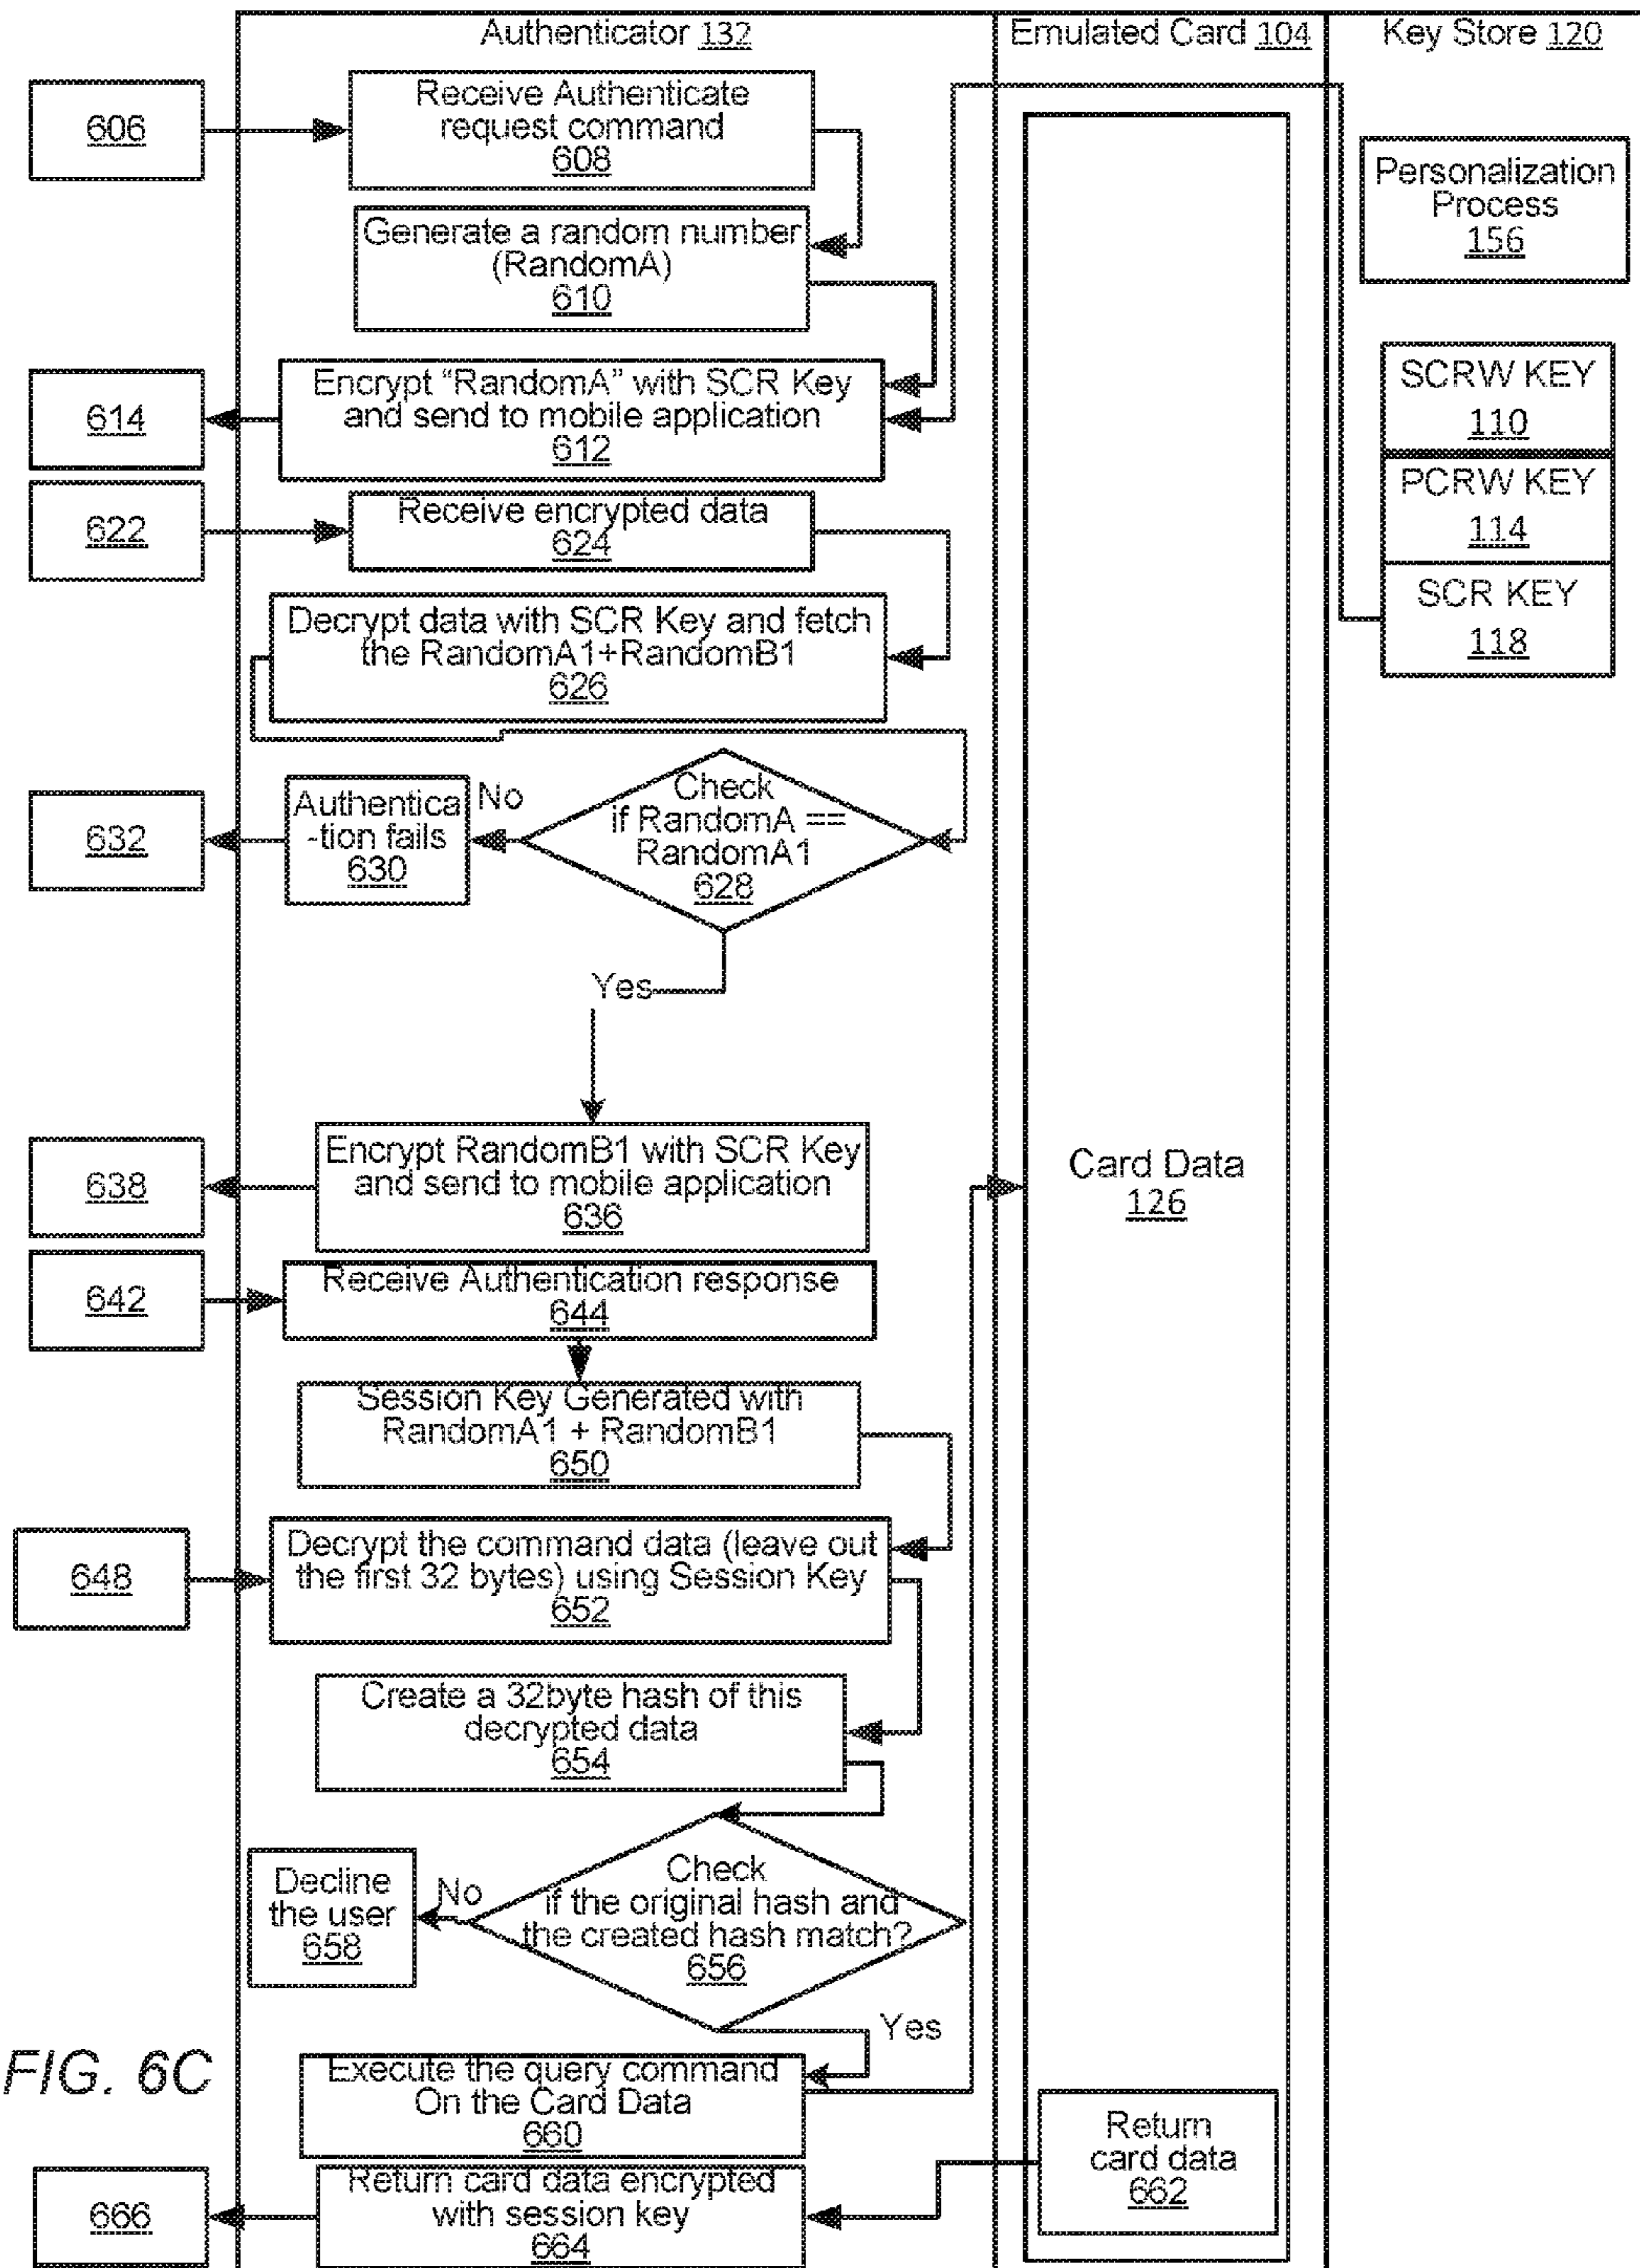 Authenticator 132
Emulated Card 104
Key Store 120
606
Receive Authenticate
request command
608
Personalization
Process
156
Generate a random number
(RandomA)
610
614
Encrypt “RandomA” with SCR Key
and send to mobile application
612
SCRW KEY
110
PCRW KEY
114
SCR KEY
118
622
Receive encrypted data
624
Decrypt data with SCR Key and fetch
the RandomA1+RandomB1
626
632
Authentica
-tion fails
630
No
Check
if RandomA ==
RandomA1
628
Yes
638
Encrypt RandomB1 with SCR Key
and send to mobile application
636
Card Data
126
642
Receive Authentication response
644
Session Key Generated with
RandomA1 + RandomB1
650
648
Decrypt the command data (leave out
the first 32 bytes) using Session Key
652
Create a 32byte hash of this
decrypted data
654
Decline
the user
658
No
Check
if the original hash and
the created hash match?
656
Yes
FIG. 6C
Execute the query command
On the Card Data
660
Return
card data
662
666
Return card data encrypted
with session key
664